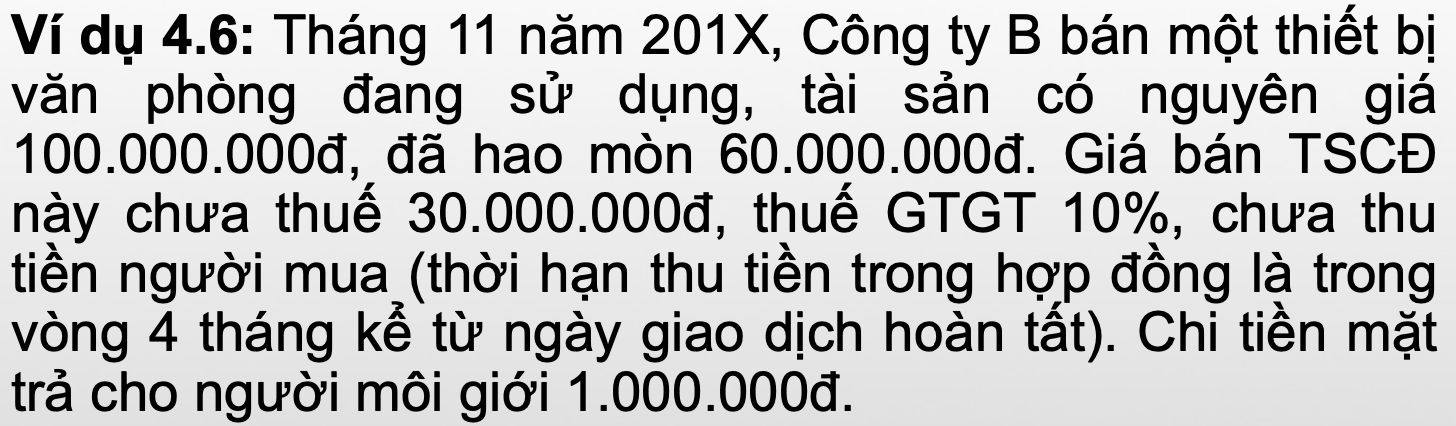 Ví dụ 4.6: Tháng 11 năm 201X, Công ty B bán một thiết bị
văn phòng đang sử dụng, tài sản có nguyên giá
100.000.000đ, đã hao mòn 60.000.000đ. Giá bán TSCĐ
này chưa thuế 30.000.000đ, thuế GTGT 10%, chưa thu
tiền người mua (thời hạn thu tiền trong hợp đồng là trong
vòng 4 tháng kể từ ngày giao dịch hoàn tất). Chi tiền mặt
trả cho người môi giới 1.000.000đ.